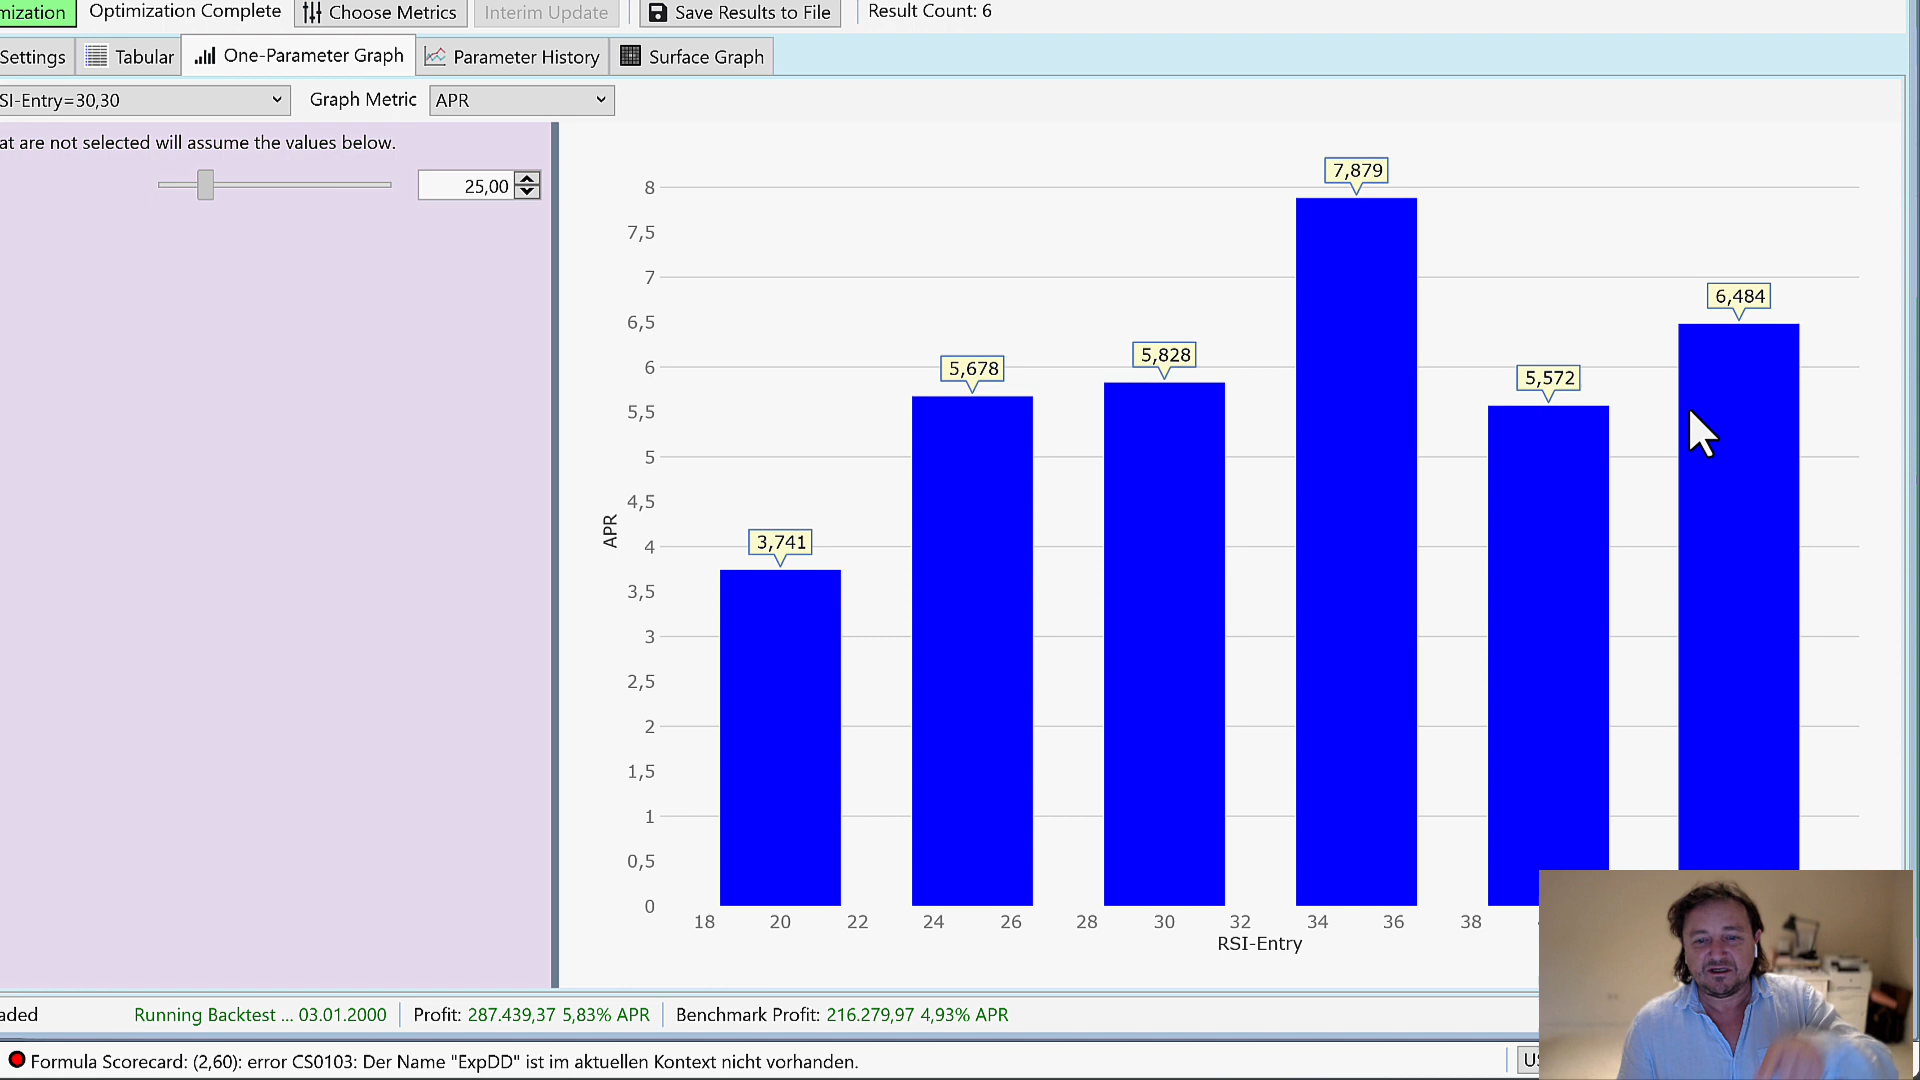 mization Optimization Complete Choose Metrics Interim Update Save Results to File Result Count: 6
Settings Tabular One-Parameter Graph Parameter History Surface Graph
SI-Entry=30,30 Graph Metric APR
at are not selected will assume the values below.
25,00
8
7,5
7
6,5
6
5,5
5
4,5
4
3,5
3
2,5
2
1,5
1
0,5
0
APR
3,741
5,678
5,828
7,879
5,572
6,484
18 20 22 24 26 28 30 32 34 36 38
RSI-Entry
aded Running Backtest ... 03.01.2000 Profit: 287.439,37 5,83% APR Benchmark Profit: 216.279,97 4,93% APR
Formula Scorecard: (2,60): error CS0103: Der Name "ExpDD" ist im aktuellen Kontext nicht vorhanden.